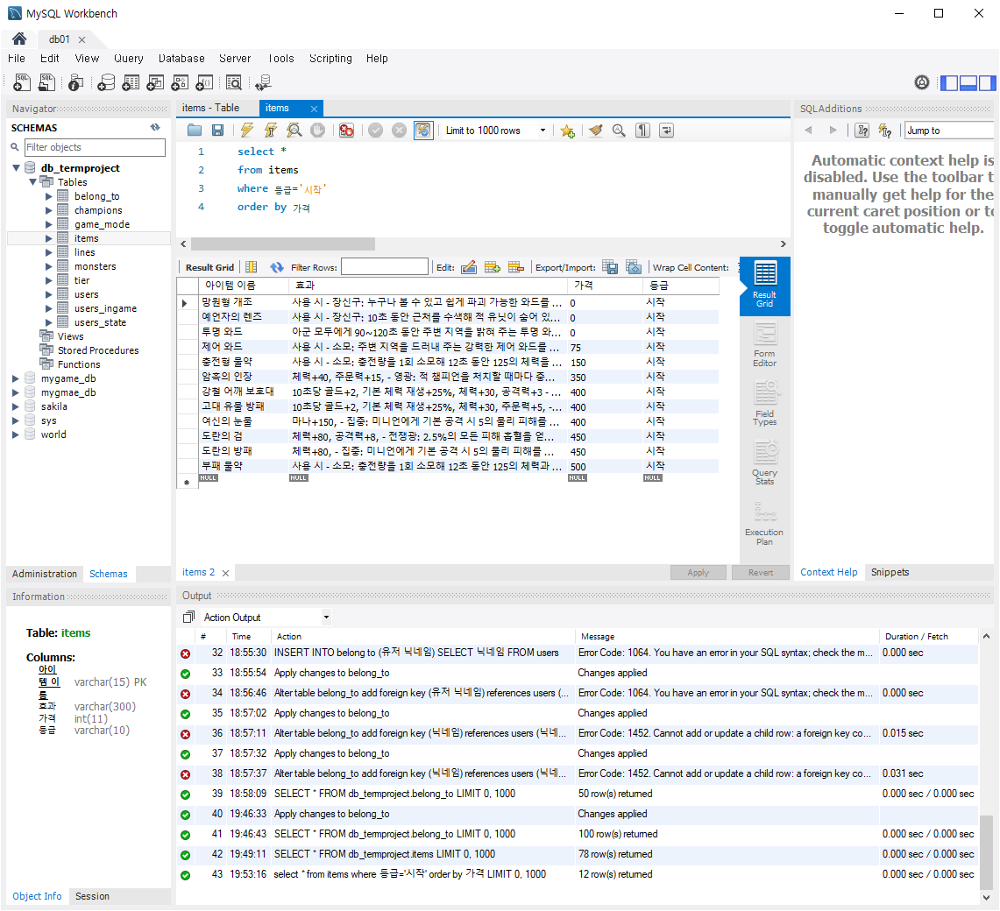 MySQL Workbench
db01
File Edit View Query Database Server Tools Scripting Help
Navigator
SCHEMAS
Filter objects
db_termproject
Tables
belong_to
champions
game_mode
items
lines
monsters
tier
users
users_ingame
users_state
Views
Stored Procedures
Functions
mygame_db
mygmae_db
sakila
sys
world
Administration Schemas
Information
Table: items
Columns:
아이
템 이
름 varchar(15) PK
효과 varchar(300)
가격 int(11)
등급 varchar(10)
Object Info Session
items - Table items
Limit to 1000 rows
1 select *
2 from items
3 where 등급='시작'
4 order by 가격
Result Grid Filter Rows: Edit: Export/Import: Wrap Cell Content:
아이템 이름 효과 가격 등급
망원형 개조 사용 시 - 장신구: 누구나 볼 수 있고 쉽게 파괴 가능한 와드를 ... 0 시작
예언자의 렌즈 사용 시 - 장신구: 10초 동안 근처를 수색해 적 유닛이 숨어 있... 0 시작
투명 와드 아군 모두에게 90~120초 동안 주변 지역을 밝혀 주는 투명 와... 0 시작
제어 와드 사용 시 - 소모: 주변 지역을 드러내 주는 강력한 제어 와드를... 75 시작
충전형 물약 사용 시 - 소모: 충전량을 1회 소모해 12초 동안 125의 체력을 ... 150 시작
암흑의 인장 체력+40, 주문력+15, - 영광: 적 챔피언을 처치할 때마다 중... 350 시작
강철 어깨 보호대 10초당 골드+2, 기본 체력 재생+25%, 체력+30, 공격력+3 - ... 400 시작
고대 유물 방패 10초당 골드+2, 기본 체력 재생+25%, 체력+30, 주문력+5, -... 400 시작
여신의 눈물 마나+150, - 집중: 미니언에게 기본 공격 시 5의 물리 피해를 ... 400 시작
도란의 검 체력+80, 공격력+8, - 전쟁광: 2.5%의 모든 피해 흡혈을 얻... 450 시작
도란의 방패 체력+80, - 집중: 미니언에게 기본 공격 시 5의 물리 피해를 ... 450 시작
부패 물약 사용 시 - 소모: 충전량을 1회 소모해 12초 동안 125의 체력과 ... 500 시작
NULL NULL NULL NULL
Result
Grid
Form
Editor
Field
Types
Query
Stats
Execution
Plan
items 2 Apply Revert
SQLAdditions
Jump to
Automatic context help is
disabled. Use the toolbar t
manually get help for the
current caret position or to
toggle automatic help.
Context Help Snippets
Output
Action Output
# Time Action Message Duration / Fetch
32 18:55:30 INSERT INTO belong to (유저 닉네임) SELECT 닉네임 FROM users Error Code: 1064. You have an error in your SQL syntax; check the m... 0.000 sec
33 18:55:54 Apply changes to belong_to Changes applied
34 18:56:46 Alter table belong_to add foreign key (유저 닉네임) references users (... Error Code: 1064. You have an error in your SQL syntax; check the m... 0.000 sec
35 18:57:02 Apply changes to belong_to Changes applied
36 18:57:11 Alter table belong_to add foreign key (닉네임) references users (닉네... Error Code: 1452. Cannot add or update a child row: a foreign key co... 0.015 sec
37 18:57:32 Apply changes to belong_to Changes applied
38 18:57:37 Alter table belong_to add foreign key (닉네임) references users (닉네... Error Code: 1452. Cannot add or update a child row: a foreign key co... 0.031 sec
39 18:58:09 SELECT * FROM db_termproject.belong_to LIMIT 0, 1000 50 row(s) returned 0.000 sec / 0.000 sec
40 19:46:33 Apply changes to belong_to Changes applied
41 19:46:43 SELECT * FROM db_termproject.belong_to LIMIT 0, 1000 100 row(s) returned 0.000 sec / 0.000 sec
42 19:49:11 SELECT * FROM db_termproject.items LIMIT 0, 1000 78 row(s) returned 0.000 sec / 0.000 sec
43 19:53:16 select * from items where 등급='시작' order by 가격 LIMIT 0, 1000 12 row(s) returned 0.000 sec / 0.000 sec